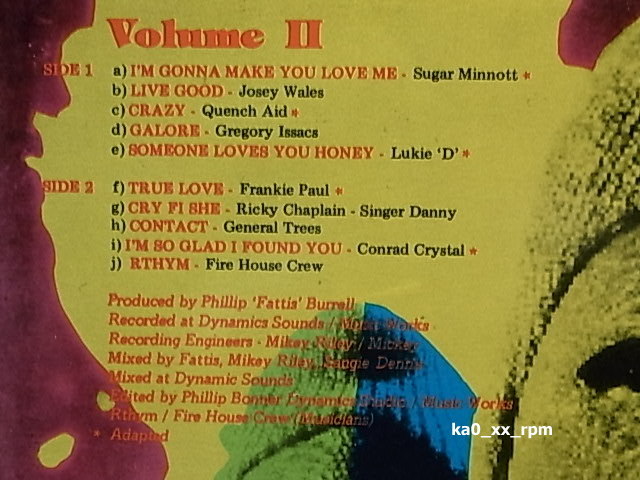 Volume II
SIDE 1 a) I'M GONNA MAKE YOU LOVE ME - Sugar Minnott *
b) LIVE GOOD - Josey Wales
c) CRAZY - Quench Aid *
d) GALORE - Gregory Issacs
e) SOMEONE LOVES YOU HONEY - Lukie 'D' *
SIDE 2 f) TRUE LOVE - Frankie Paul *
g) CRY FI SHE - Ricky Chaplain - Singer Danny
h) CONTACT - General Trees
i) I'M SO GLAD I FOUND YOU - Conrad Crystal *
j) RTHYM - Fire House Crew
Produced by Phillip 'Fattis' Burrell
Recorded at Dynamics Sounds / Music Works
Recording Engineers - Mikey Riley /
Mixed by Fattis, Mikey Riley, Dennis
Mixed at Dynamic Sounds
Edited by Phillip Dynamics Studio / Music Works
Rthym / Fire House Crew (Musicians)
* Adapted
ka0_xx_rpm